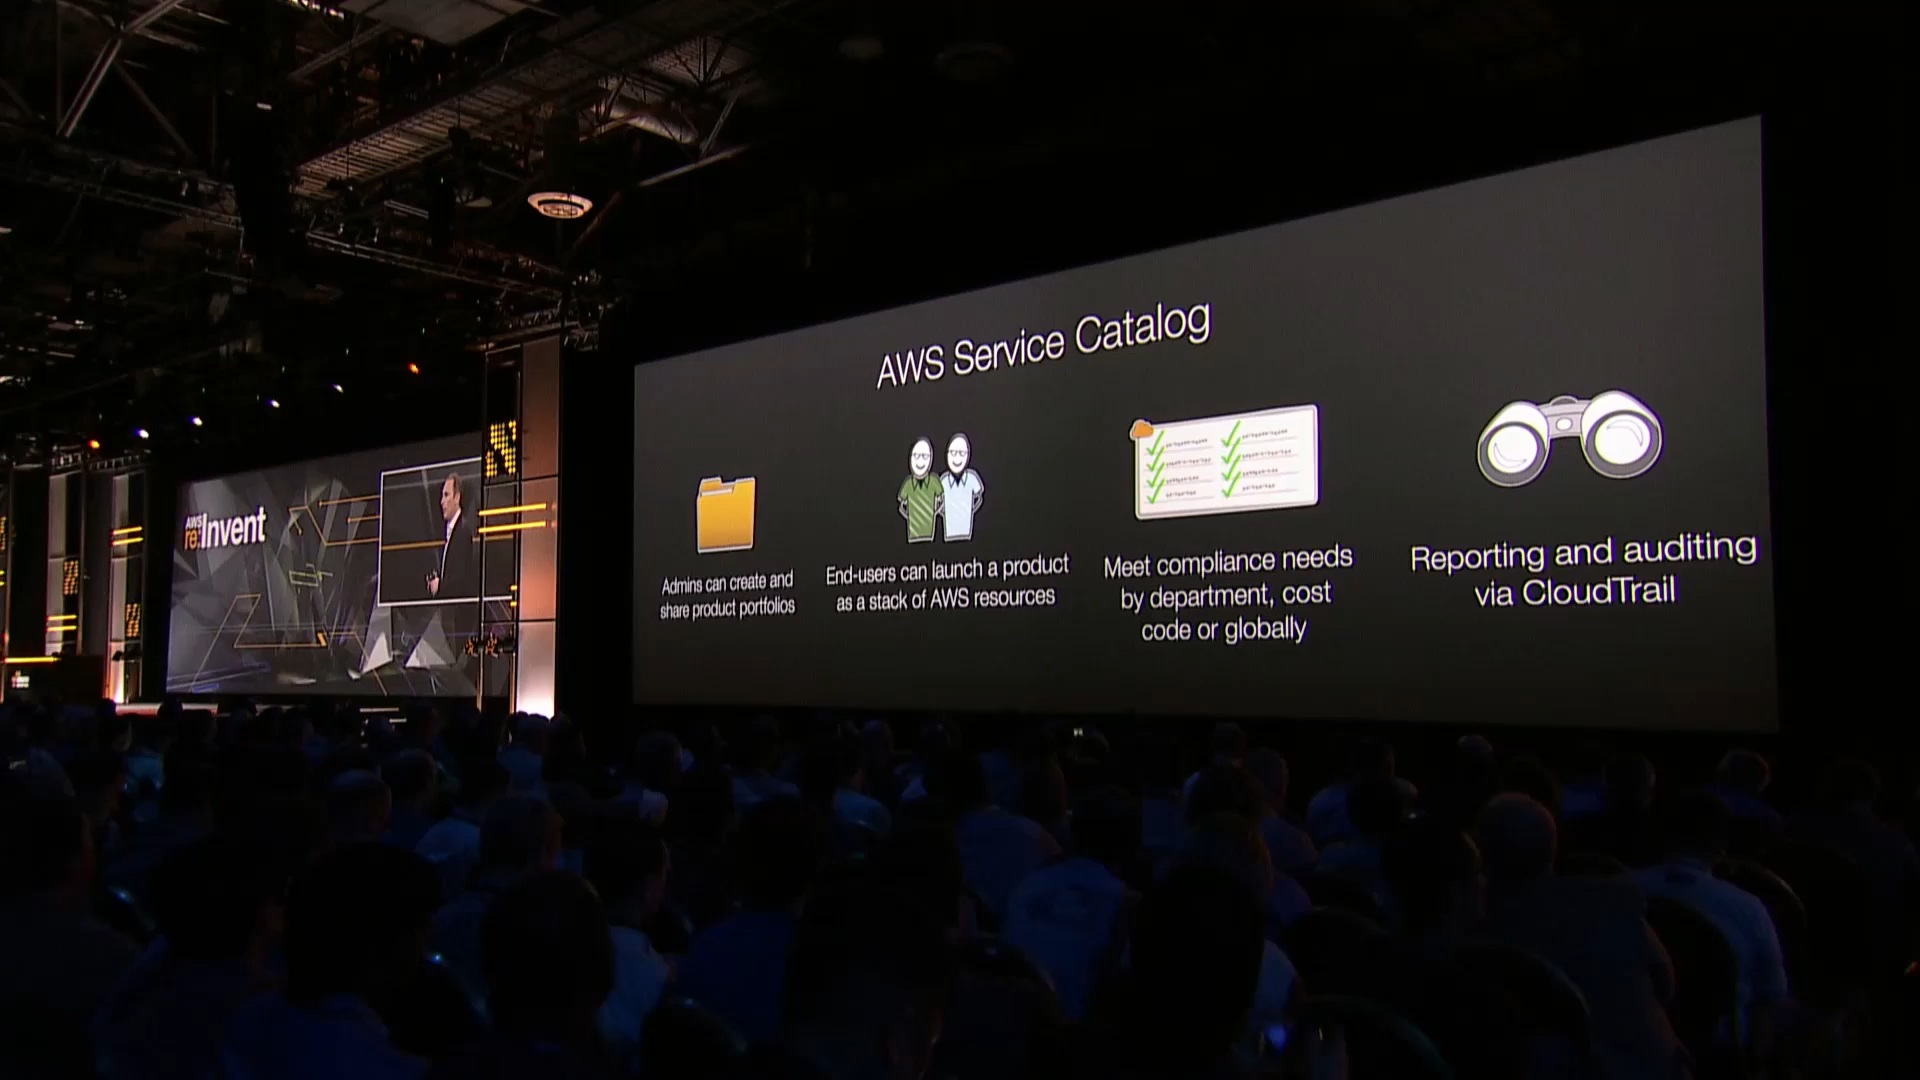 AWS
re:Invent
AWS Service Catalog
Admins can create and
share product portfolios
End-users can launch a product
as a stack of AWS resources
Meet compliance needs
by department, cost
code or globally
Reporting and auditing
via CloudTrail